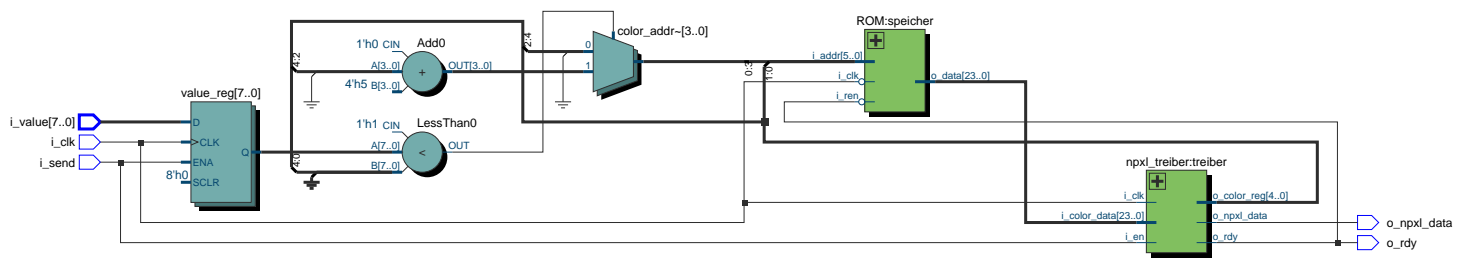 ROM:speicher
color_addr~[3..0]
1'h0 CIN
Add0
2:4
0
4:2
A[3..0]
+
OUT[3..0]
1
i_addr[5..0]
0:3
1:0
4'h5 B[3..0]
i_clk
o_data[23..0]
i_ren
value_reg[7..0]
i_value[7..0]
D
1'h1 CIN
LessThan0
i_clk
>CLK
A[7..0]
<
OUT
Q
4:0
i_send
ENA
B[7..0]
npxl_treiber:treiber
8'h0
SCLR
i_clk
o_color_reg[4..0]
i_color_data[23..0]
o_npxl_data
o_npxl_data
i_en
o_rdy
o_rdy